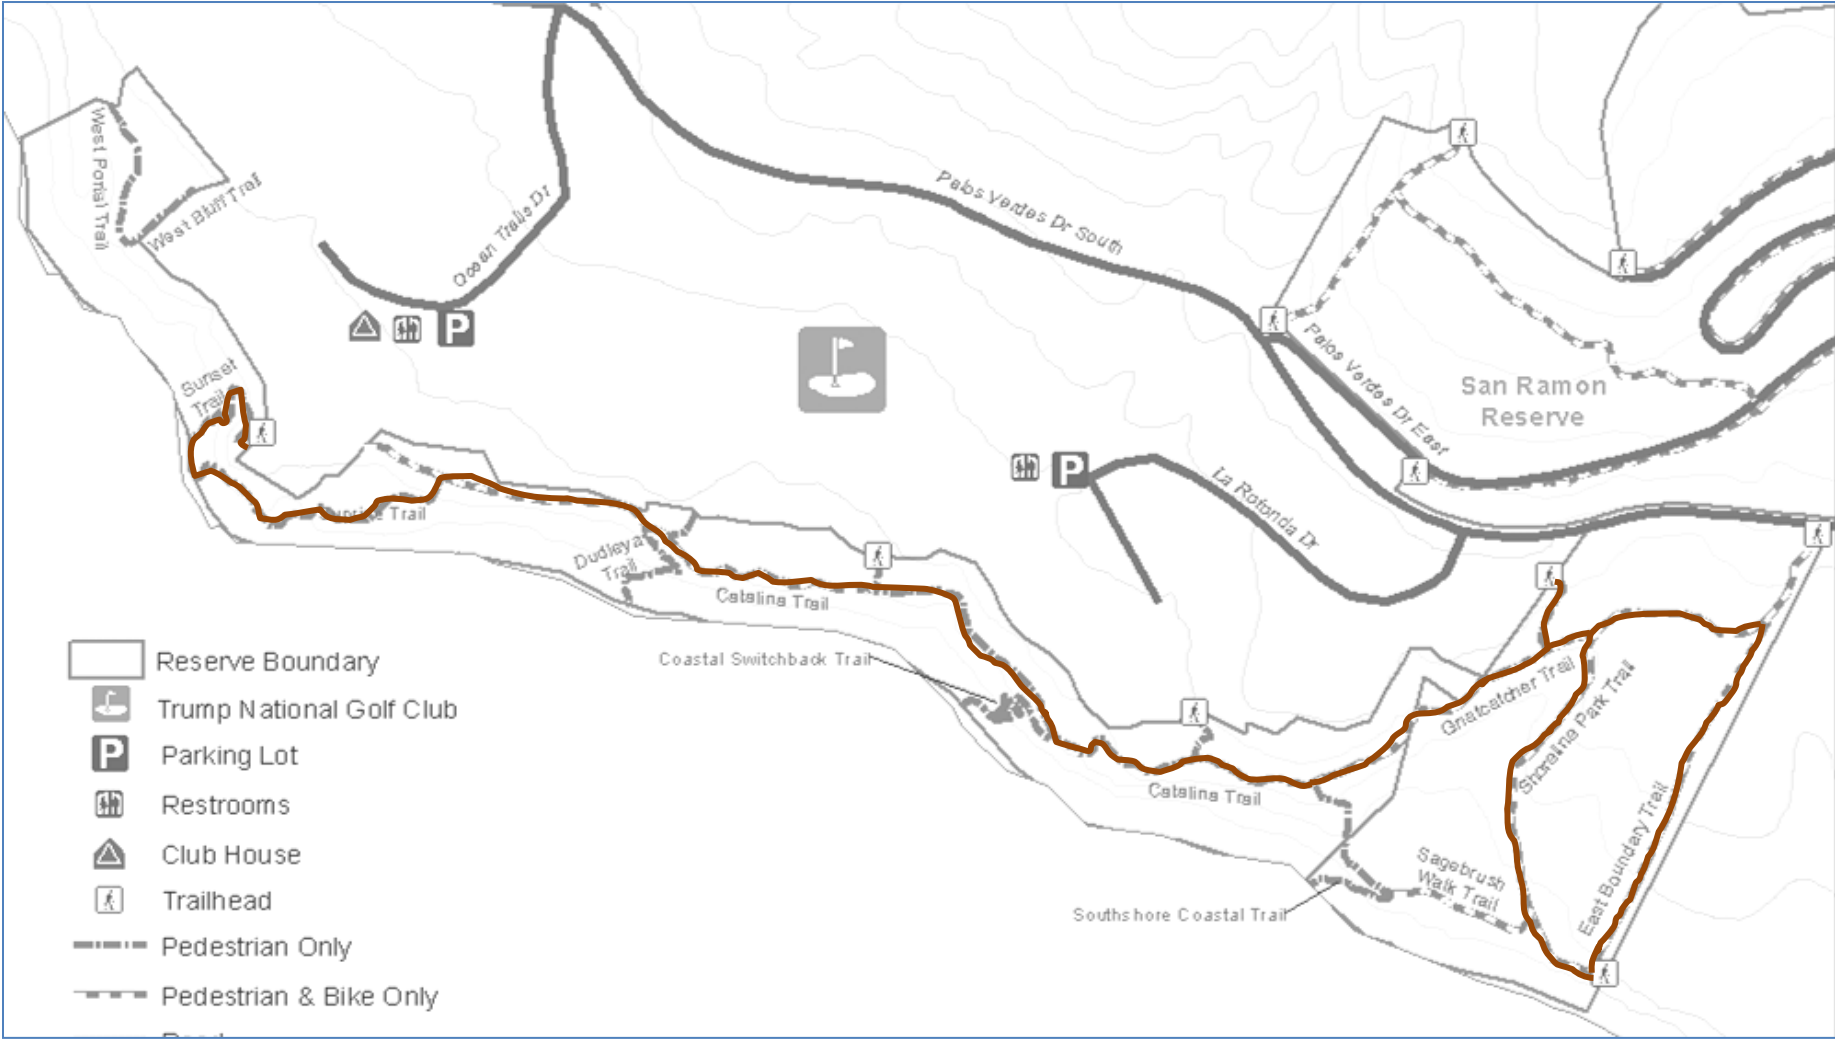 West Portal Trail
West Bluff Trail
Ocean Trails Dr
Palos Verdes Dr South
Palos Verdes Dr East
San Ramon
Reserve
P
Sunset
Trail
P
La Rotonda Dr
Trail
Dudleya
Trail
Catalina Trail
Coastal Switchback Trail
Gnatcatcher Trail
Shoreline Park Trail
Catalina Trail
East Boundary Trail
Sagebrush
Walk Trail
Southshore Coastal Trail
Reserve Boundary
Trump National Golf Club
P
Parking Lot
Restrooms
Club House
Trailhead
Pedestrian Only
Pedestrian & Bike Only